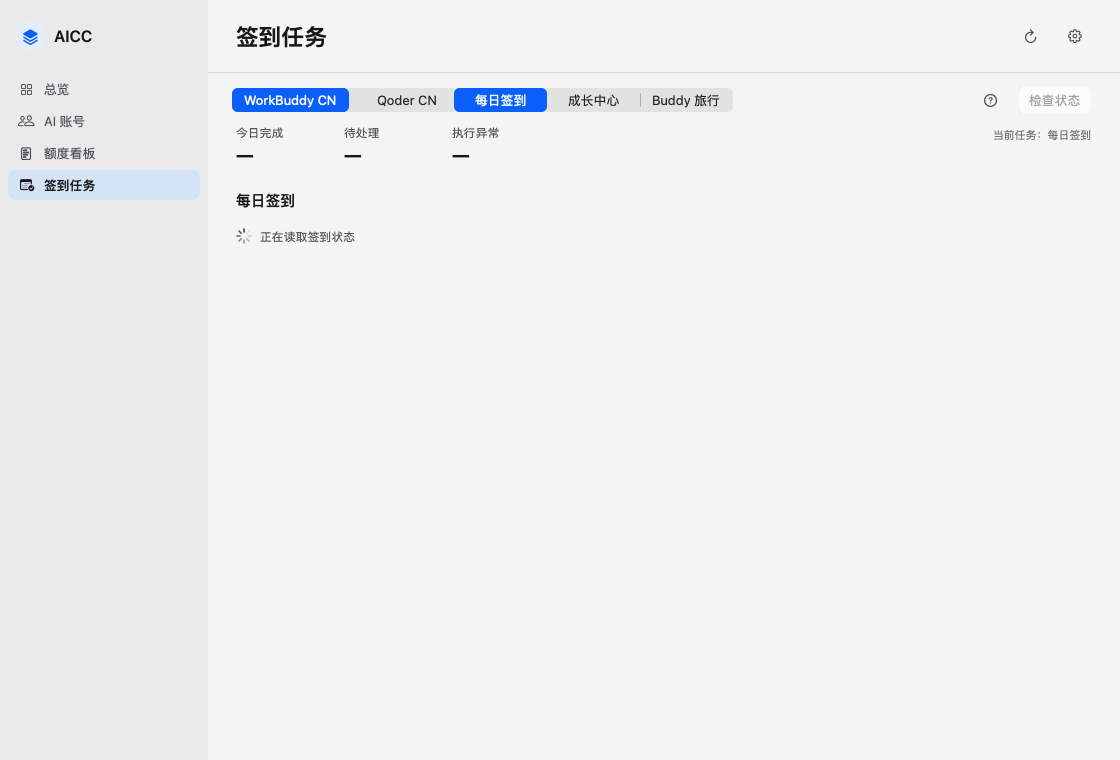 AICC
总览
AI 账号
额度看板
签到任务
签到任务
WorkBuddy CN
Qoder CN
每日签到
成长中心
Buddy 旅行
检查状态
今日完成
待处理
执行异常
当前任务：每日签到
—
—
—
每日签到
正在读取签到状态